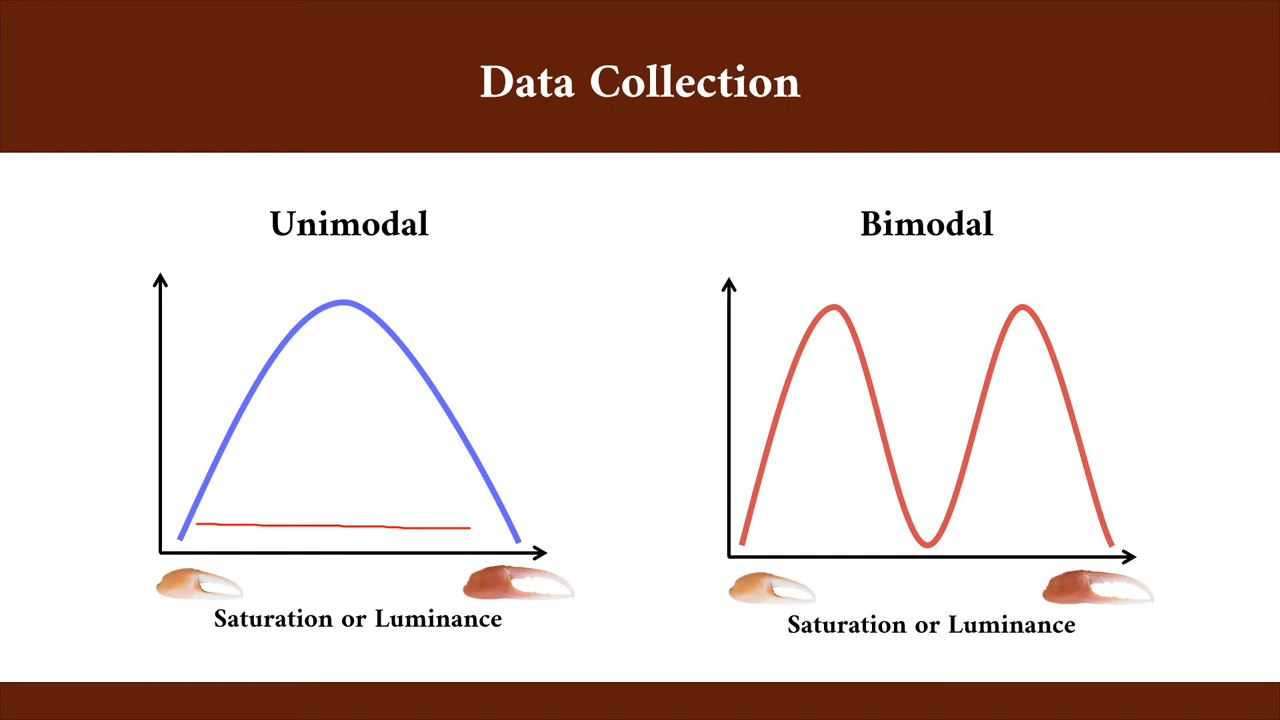 Data Collection
Unimodal
Bimodal
Saturation or Luminance
Saturation or Luminance